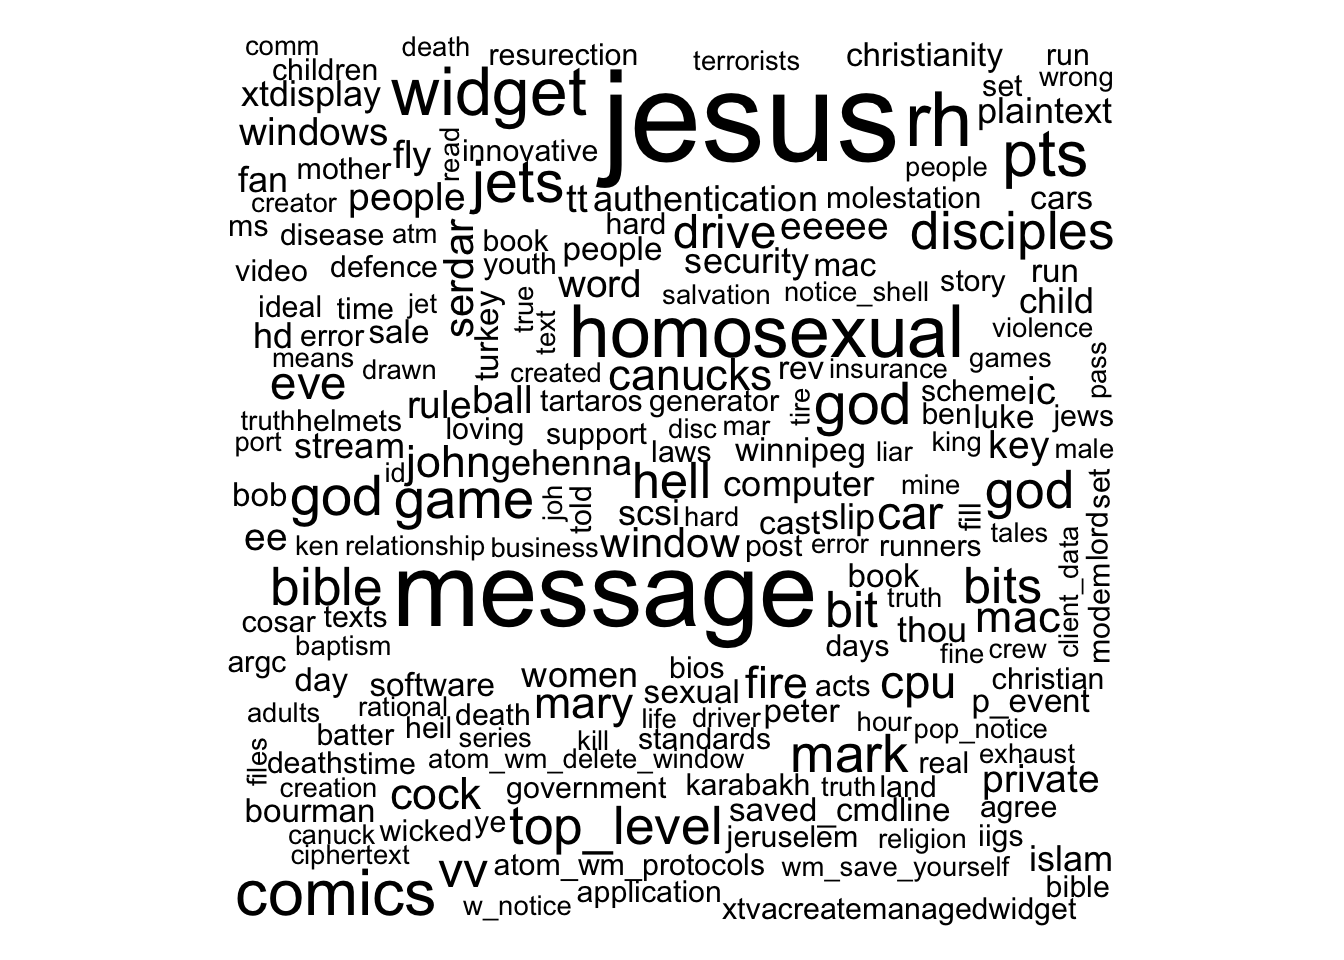 comm death resurection terrorists christianity run
children widget jesus rh set wrong
xtdisplay plaintext
windows fly read innovative pts
fan mother people jets tt authentication people molestation cars
creator
ms disease atm serdar book people hard drive eeeee disciples
video defence youth security mac story run
ideal time jet turkey true word salvation notice_shell child
hd error sale text homosexual violence
means drawn created canucks rev insurance games pass
eve rule ball tartaros generator tire god scheme ic
truth helmets loving support disc mar ben luke jews
port stream john gehenna laws winnipeg liar king key male
bob god id game joh told hell computer mine god set
scsi hard cast slip car fill lord
ee ken relationship business window post error runners tales client_data modem
bible message book bits
cosar texts bit truth mac
baptism days thou fine crew
argc day software women bios fire acts cpu christian
adults rational death mary sexual peter p_event
batter heil series life driver hour pop_notice
files deaths time kill standards mark real exhaust
atom_wm_delete_window
creation cock government karabakh truth land private
bourman top_level saved_cmdline agree
canuck wicked ye jeruselem religion iigs
ciphertext vv atom_wm_protocols wm_save_yourself islam
comics w_notice application xtvacreatemanagedwidget bible